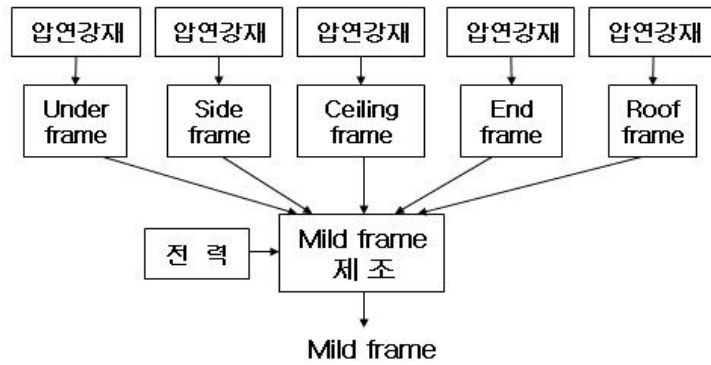 압연강재 압연강재 압연강재 압연강재 압연강재
Under Side Ceiling End Roof
frame frame frame frame frame
전 력
Mild frame
제 조
Mild frame